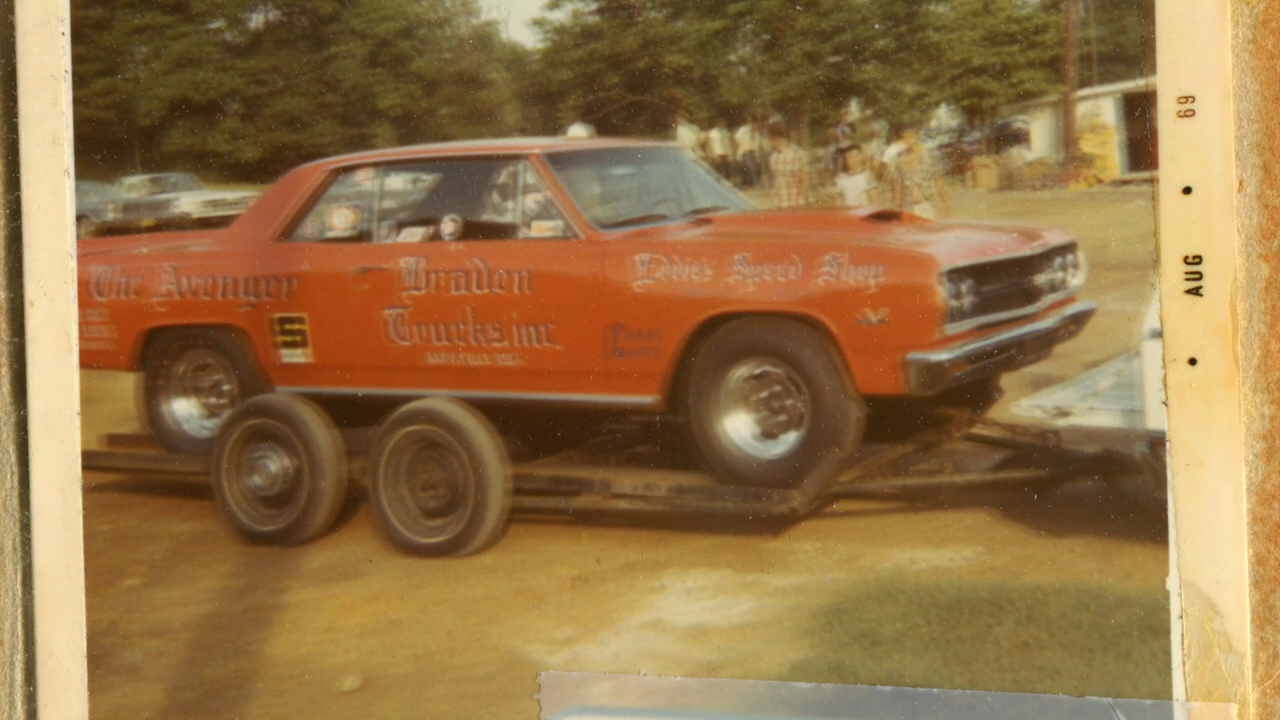 The Avenger
Braden
Trucks inc
Eddie's Speed Shop
S
AUG • 69